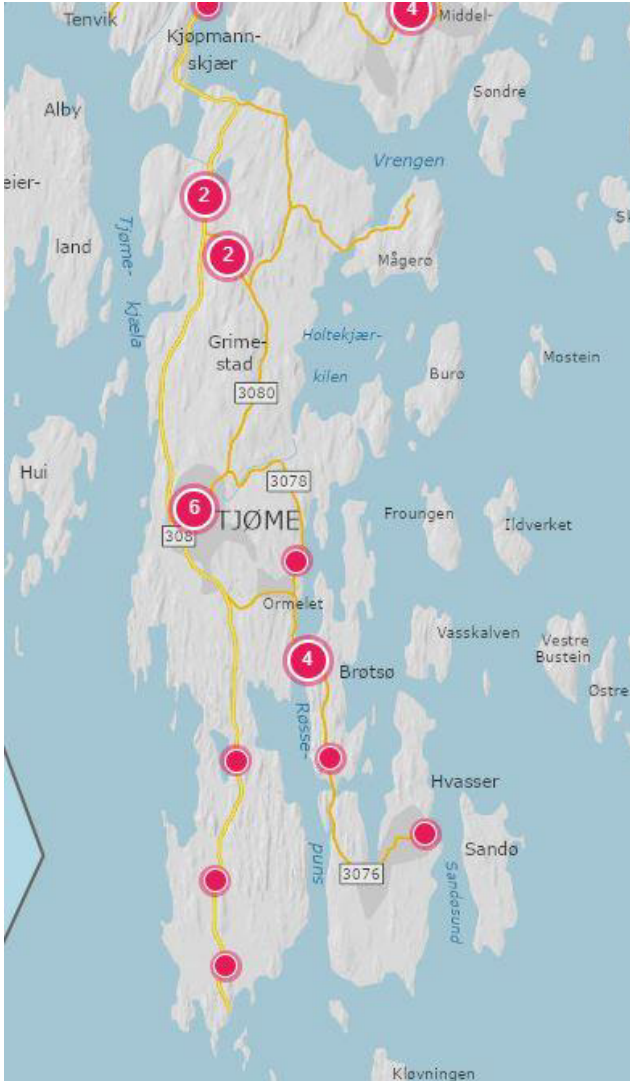 Tenvik
4
Middel-
Kjøpmann-
skjær
Søndre
Alby
Vrengen
eier-
2
Sk
Tjøme-
land
2
Mågerø
kjæla
Grime-
stad
Holtekjær-
kilen
Mostein
Burø
3080
Hui
3078
6
TJØME
Froungen
Ildverket
308
Ormelet
Vasskalven
Vestre
Bustein
4
Brøtsø
Østre
Røsse-
Hvasser
Sandø
puns
3076
Sandøsund
Kløvningen